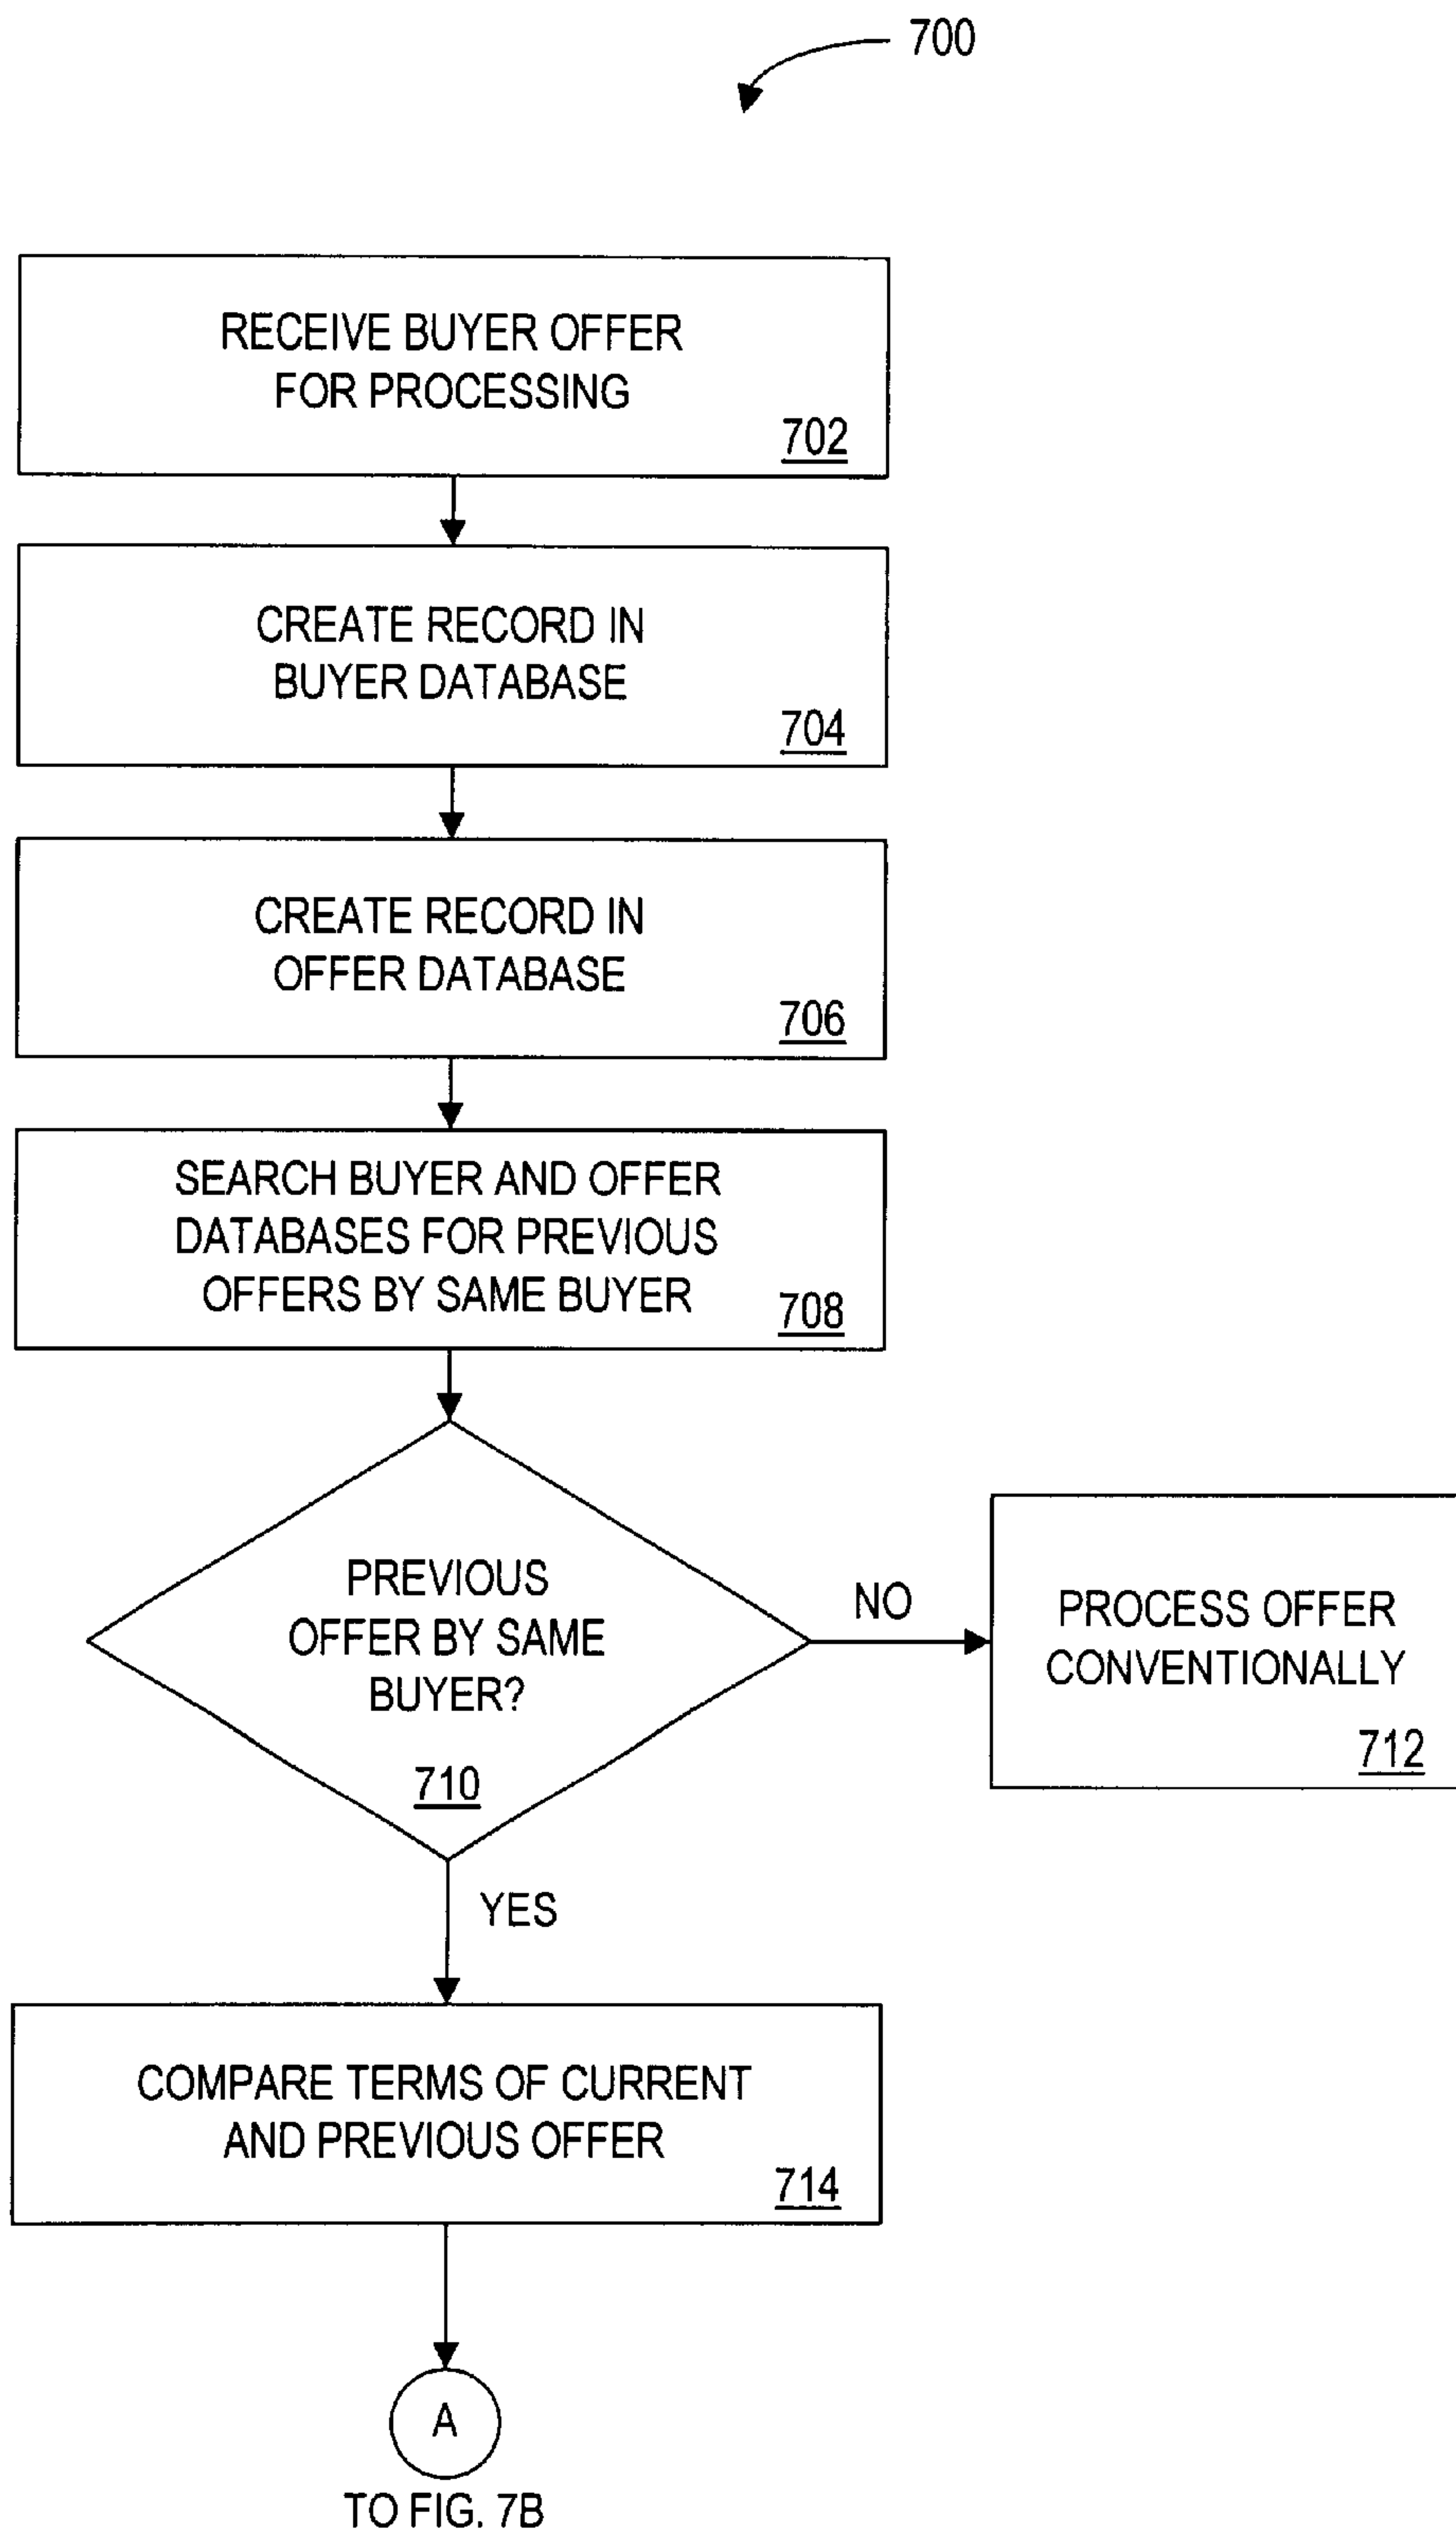 700
RECEIVE BUYER OFFER
FOR PROCESSING
702
CREATE RECORD IN
BUYER DATABASE
704
CREATE RECORD IN
OFFER DATABASE
706
SEARCH BUYER AND OFFER
DATABASES FOR PREVIOUS
OFFERS BY SAME BUYER
708
PREVIOUS
OFFER BY SAME
BUYER?
710
NO
PROCESS OFFER
CONVENTIONALLY
712
YES
COMPARE TERMS OF CURRENT
AND PREVIOUS OFFER
714
A
TO FIG. 7B